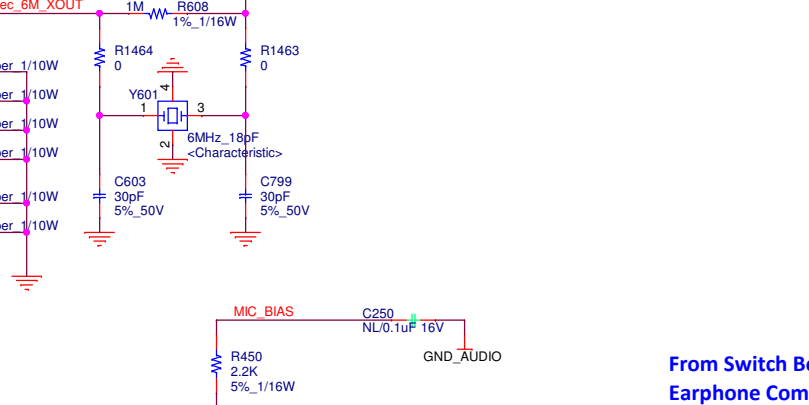 ec_6M_XOUT
1M
R608
1%_1/16W
R1464
0
R1463
0
er_1/10W
er_1/10W
er_1/10W
er_1/10W
er_1/10W
er_1/10W
Y601
4
1
3
2
6MHz_18pF
<Characteristic>
C603
30pF
5%_50V
C799
30pF
5%_50V
MIC_BIAS
C250
NL/0.1uF 16V
GND_AUDIO
R450
2.2K
5%_1/16W
From Switch B
Earphone Com